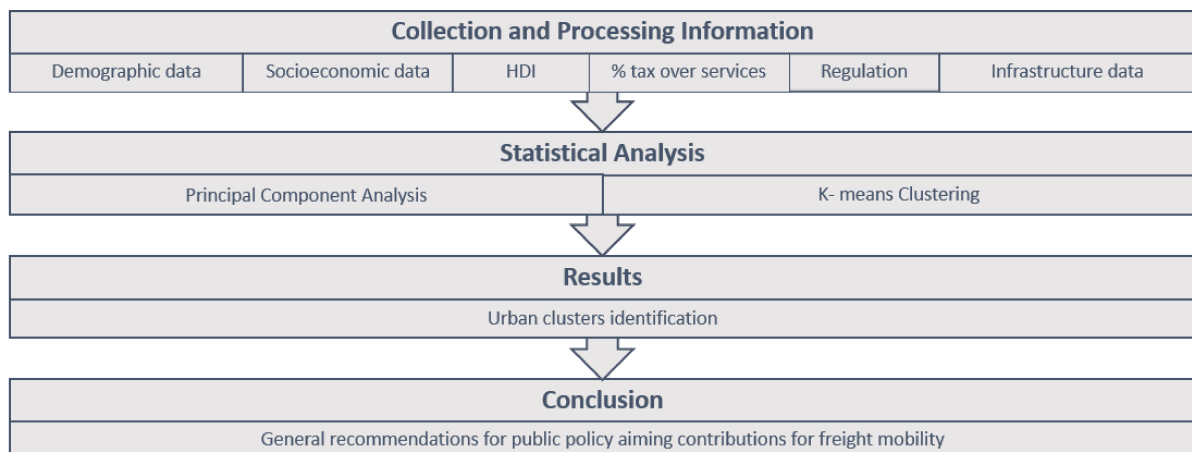 Collection and Processing Information
Demographic data
Socioeconomic data
HDI
% tax over services
Regulation
Infrastructure data
Statistical Analysis
Principal Component Analysis
K- means Clustering
Results
Urban clusters identification
Conclusion
General recommendations for public policy aiming contributions for freight mobility